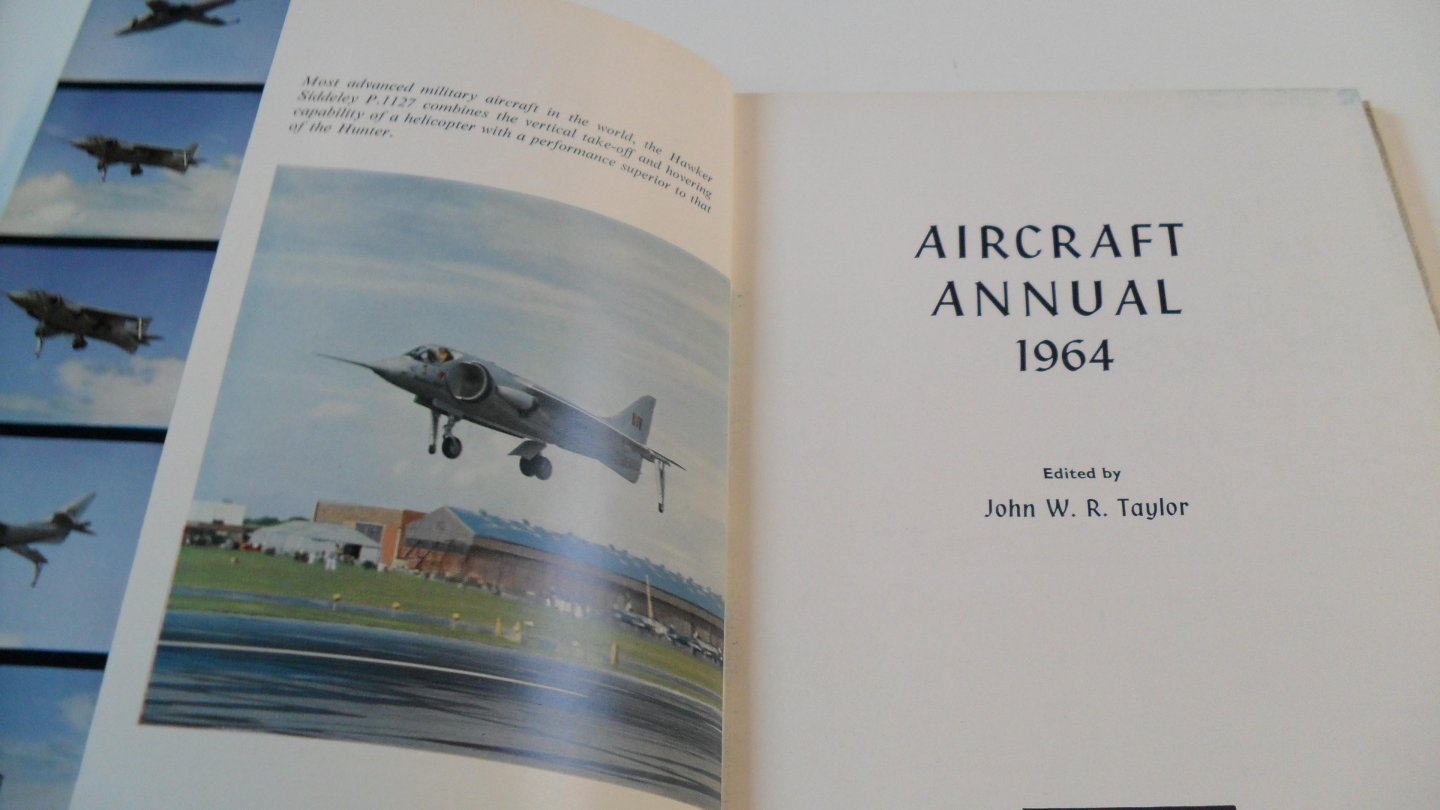 Most advanced military aircraft in the world, the Hawker
Siddeley P.1127 combines the vertical take-off and hovering
capability of a helicopter with a performance superior to that
of the Hunter.
AIRCRAFT
ANNUAL
1964
Edited by
John W. R. Taylor